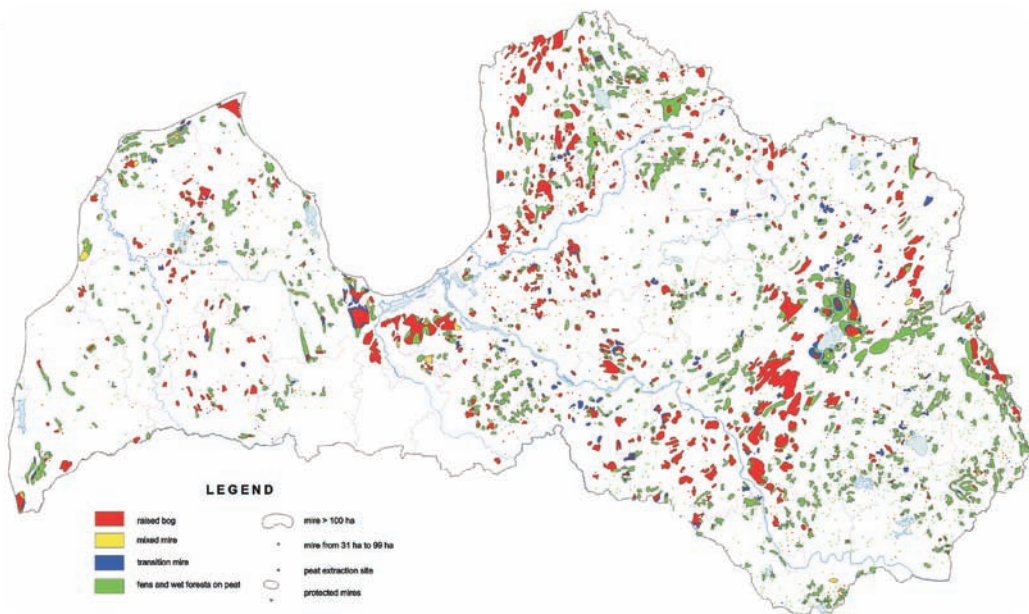 LEGEND
raised bog
mixed mire
transition mire
fens and wet forests on peat
mire > 100 ha
mire from 31 ha to 99 ha
peat extraction site
protected mires